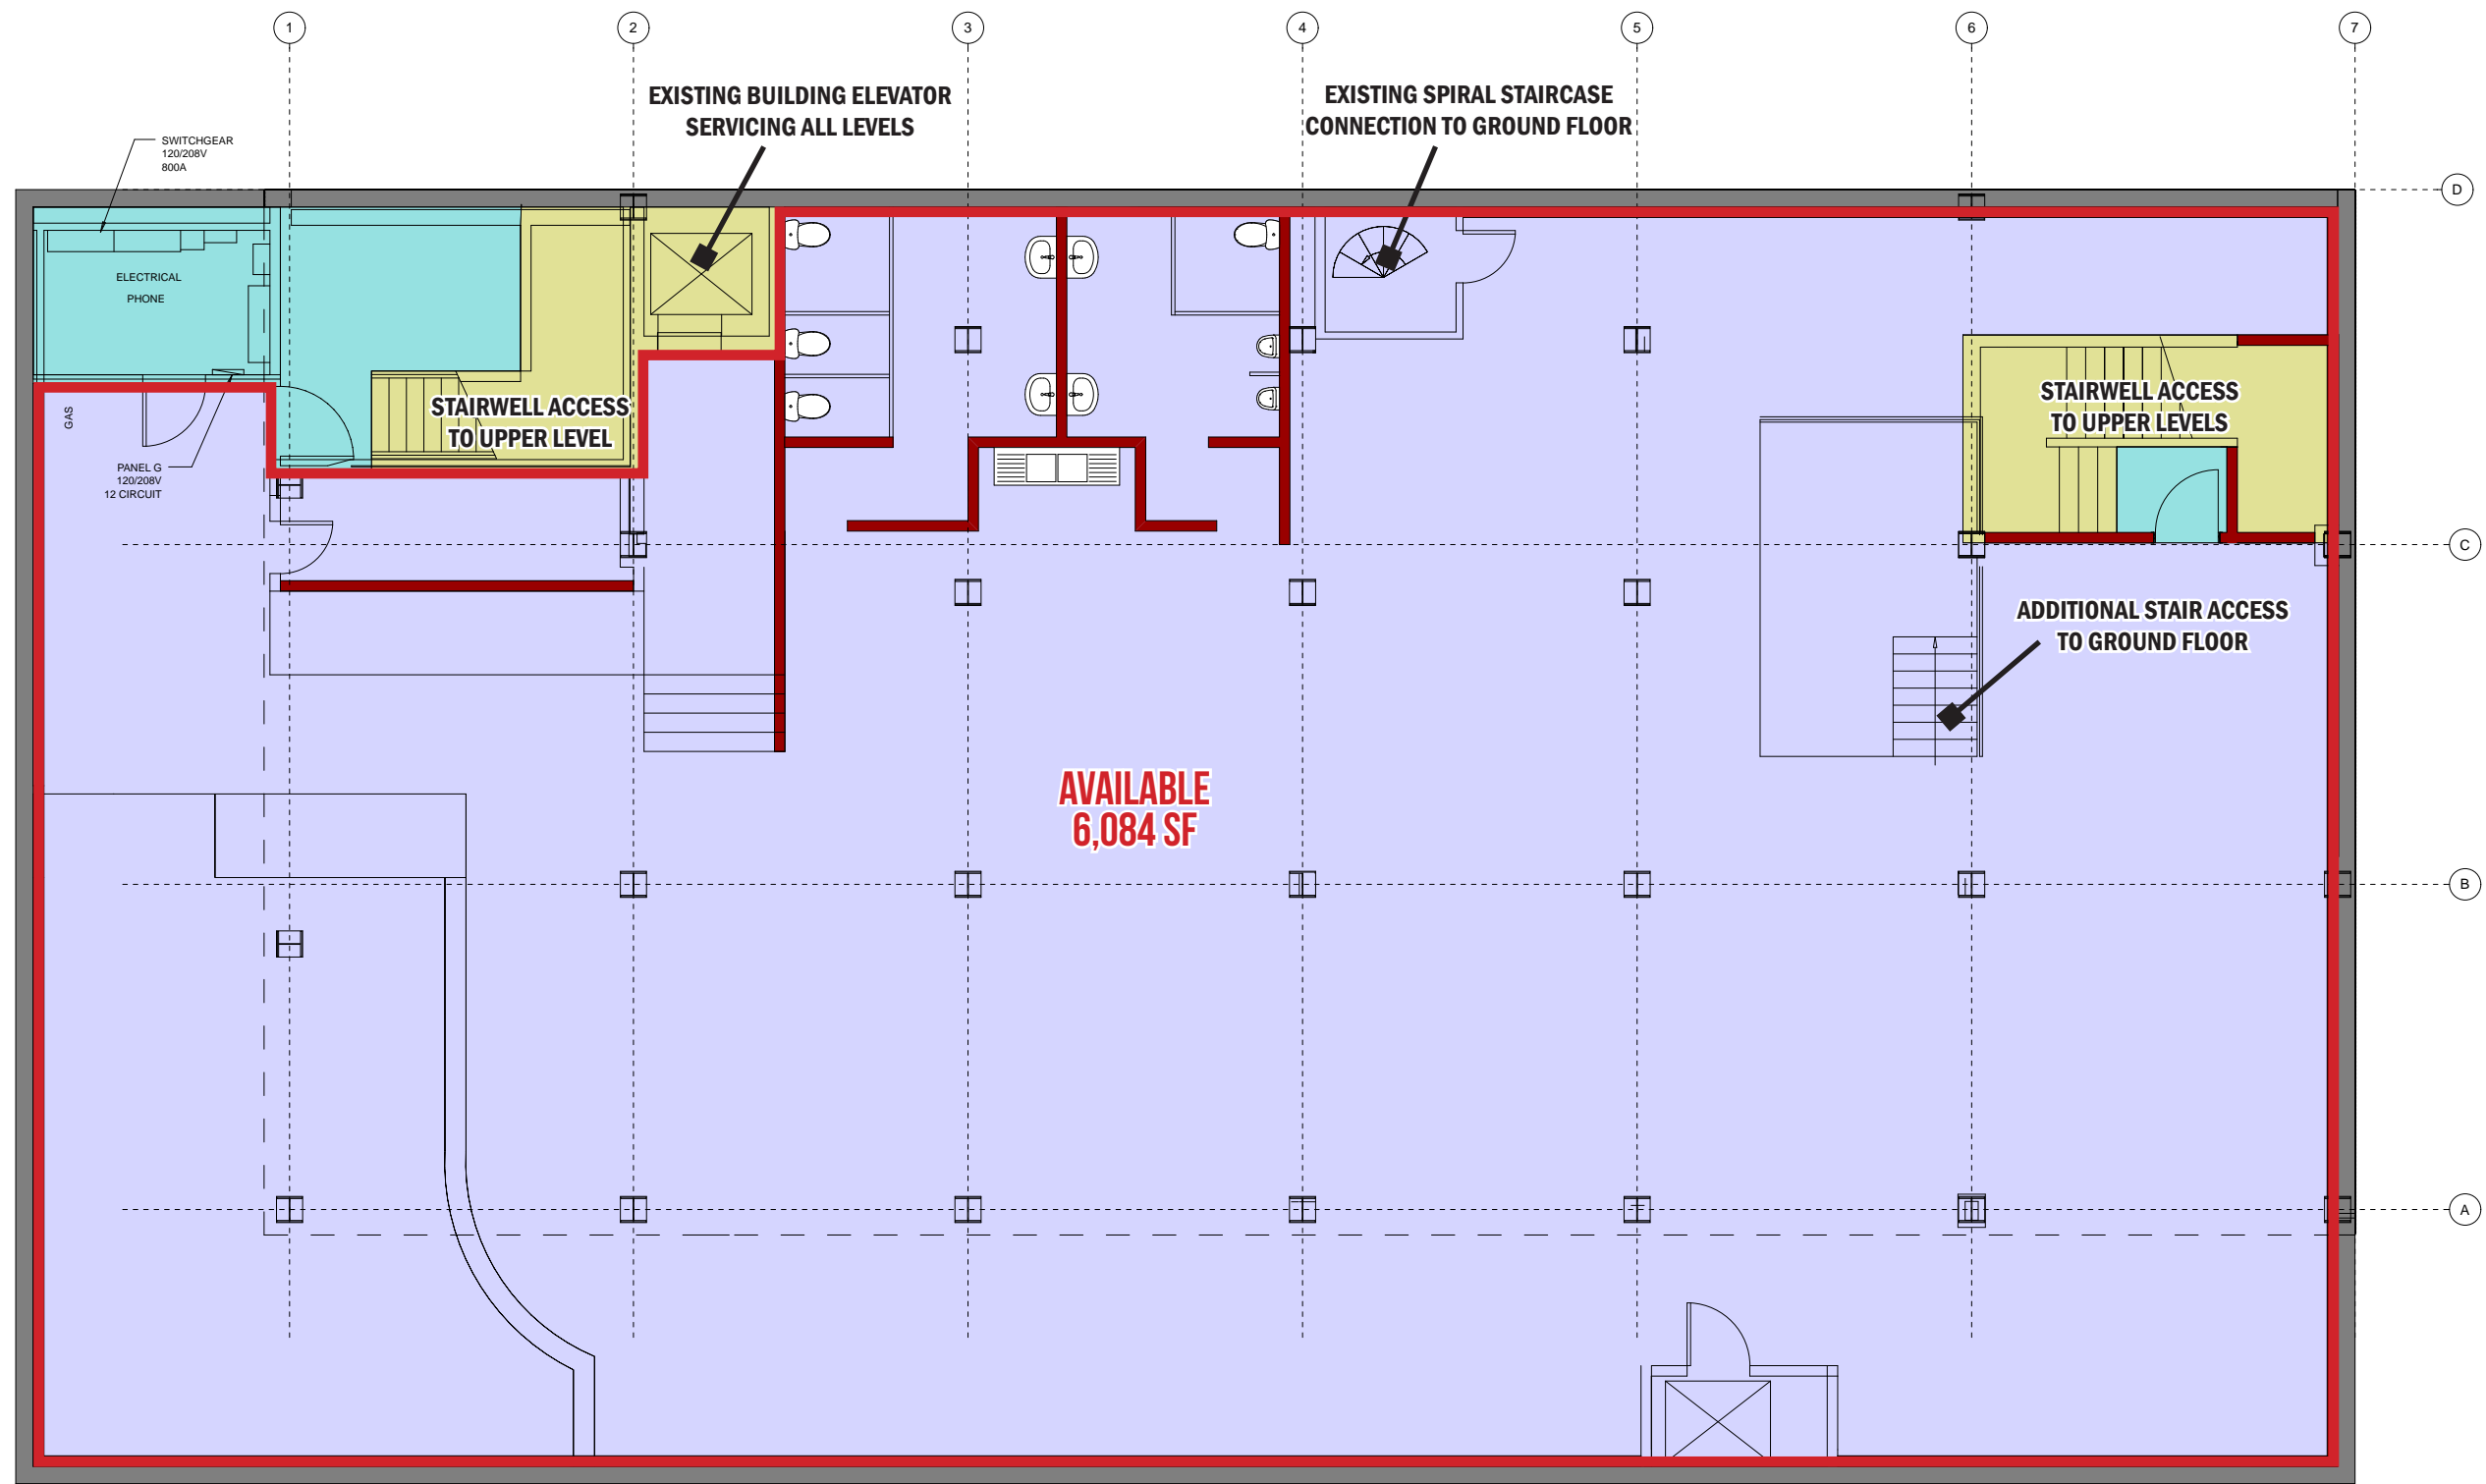 1
2
3
4
5
6
7
EXISTING BUILDING ELEVATOR
SERVICING ALL LEVELS
EXISTING SPIRAL STAIRCASE
CONNECTION TO GROUND FLOOR
SWITCHGEAR
120/208V
800A
D
ELECTRICAL
PHONE
GAS
STAIRWELL ACCESS
TO UPPER LEVEL
STAIRWELL ACCESS
TO UPPER LEVELS
PANEL G
120/208V
12 CIRCUIT
C
ADDITIONAL STAIR ACCESS
TO GROUND FLOOR
AVAILABLE
6,084 SF
B
A